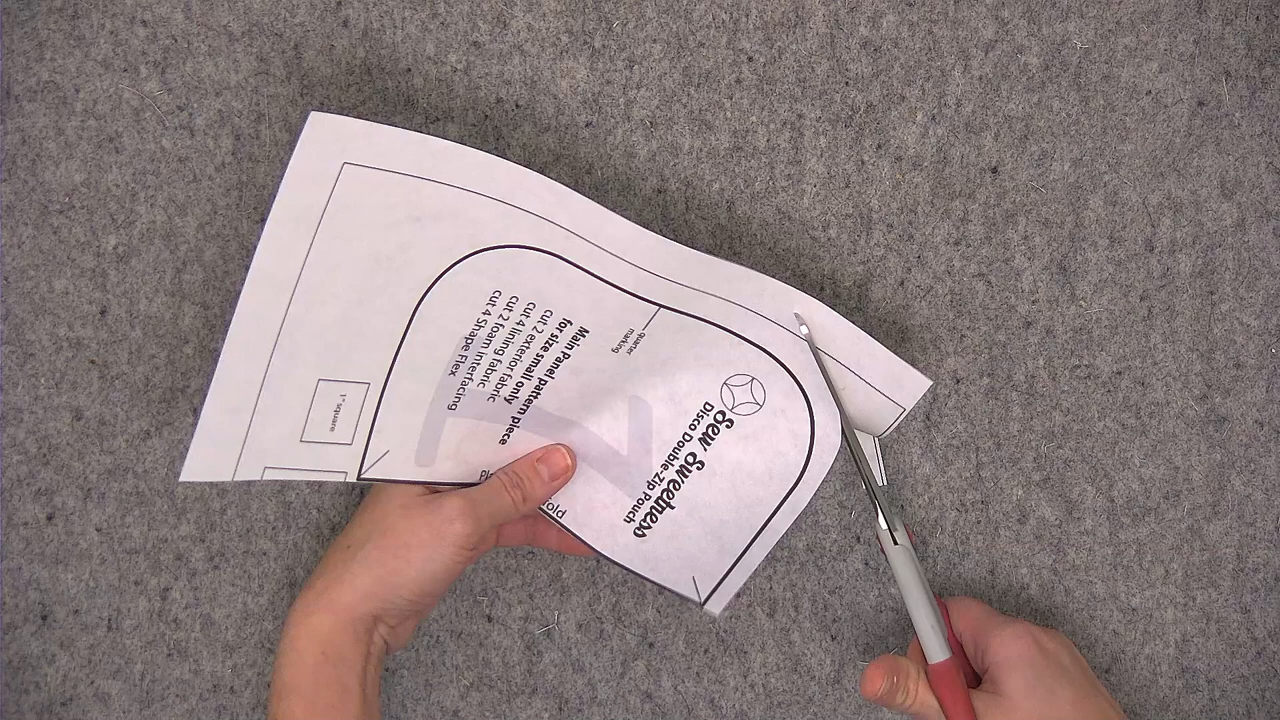 Sew Sweetness
Disco Double-Zip Pouch
quarter
marking
Main Panel pattern piece
for size small only
cut 2 exterior fabric
cut 4 lining fabric
cut 2 foam interfacing
cut 4 Shape Flex
1" square